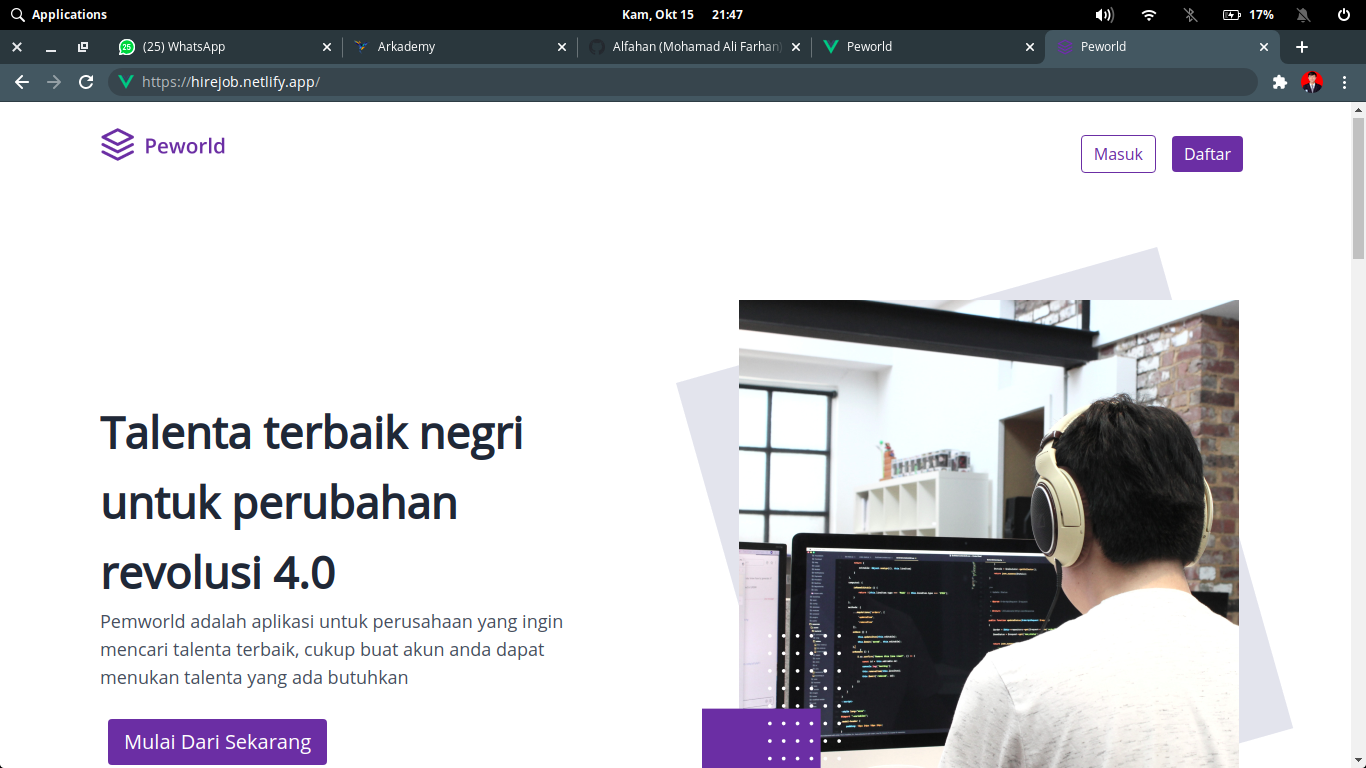 Applications
Kam, Okt 15 21:47
17%
(25) WhatsApp
Arkademy
Alfahan (Mohamad Ali Farhan)
Peworld
Peworld
https://hirejob.netlify.app/
Peworld
Masuk
Daftar
Talenta terbaik negri
untuk perubahan
revolusi 4.0
Pemworld adalah aplikasi untuk perusahaan yang ingin
mencari talenta terbaik, cukup buat akun anda dapat
menukan talenta yang ada butuhkan
Mulai Dari Sekarang